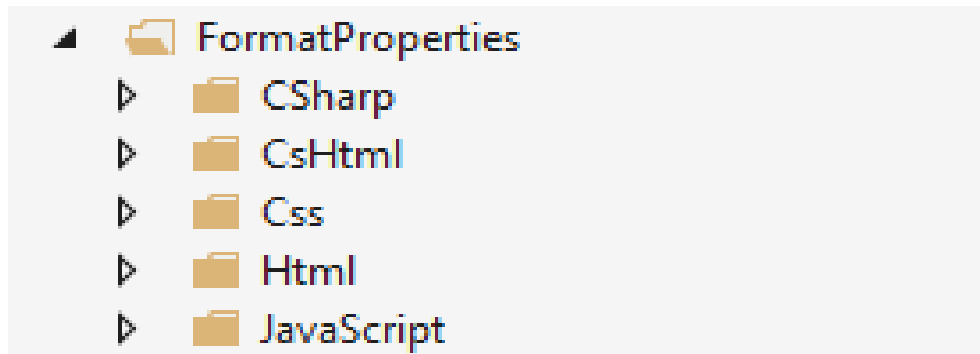 FormatProperties
CSharp
CsHtml
Css
Html
JavaScript